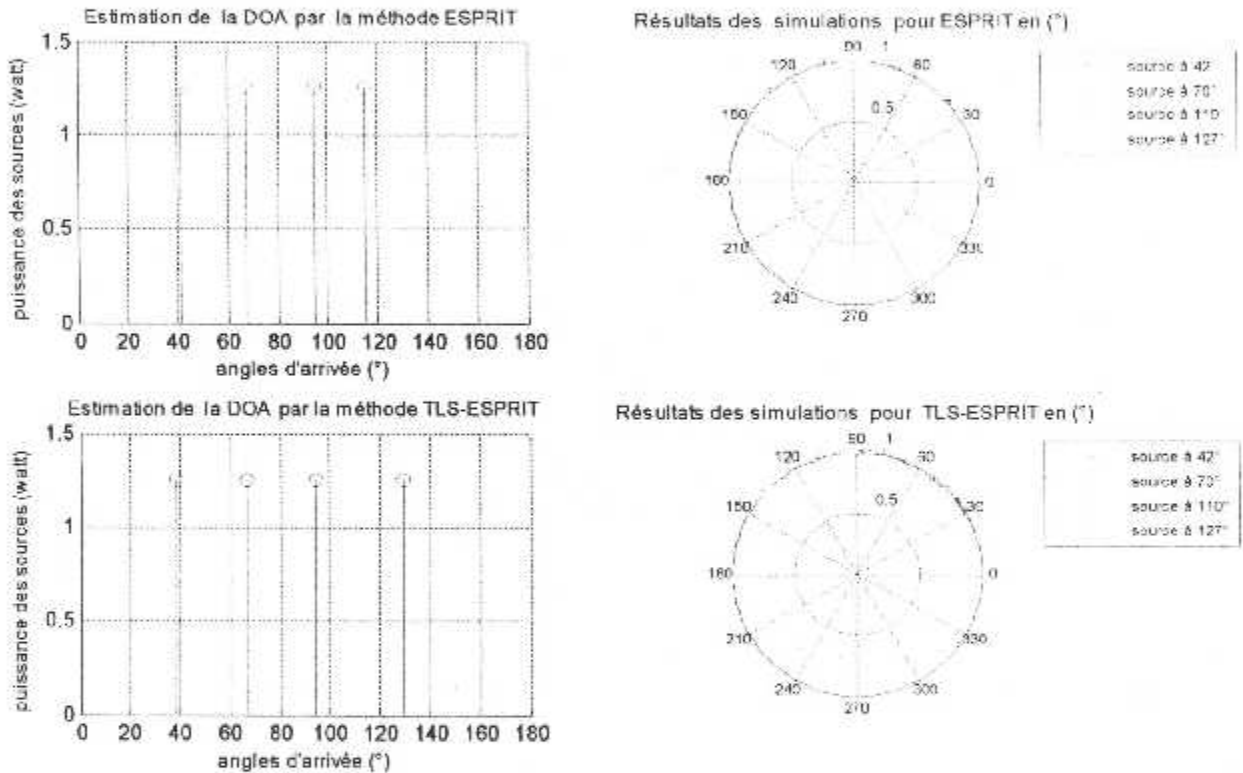 Estimation de la DOA par la méthode ESPRIT
puissance des sources (watt)
1.5
1
0.5
0
0 20 40 60 80 100 120 140 160 180
angles d'arrivée (°)
Résultats des simulations pour ESPRIT en (°)
90 1
120 60
0.5
150 30
180 0
210 330
240 300
270
source à 42
source à 70°
source à 110
source à 127°
Estimation de la DOA par la méthode TLS-ESPRIT
puissance des sources (watt)
1.5
1
0.5
0
0 20 40 60 80 100 120 140 160 180
angles d'arrivée (°)
Résultats des simulations pour TLS-ESPRIT en (°)
90 1
120 60
0.5
150 30
180 0
210 330
240 300
270
source à 42°
source à 70°
source à 110°
source à 127°